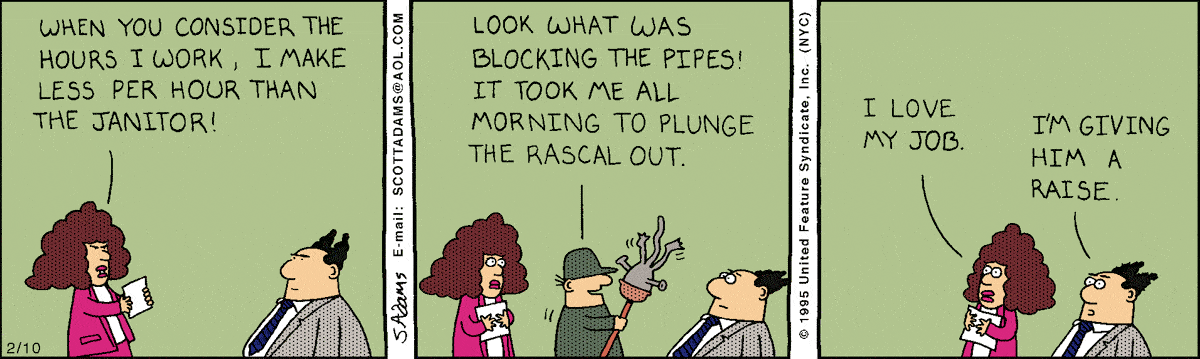 WHEN YOU CONSIDER THE
HOURS I WORK, I MAKE
LESS PER HOUR THAN
THE JANITOR!
2/10
S.Adams E-mail: SCOTTADAMS@AOL.COM
LOOK WHAT WAS
BLOCKING THE PIPES!
IT TOOK ME ALL
MORNING TO PLUNGE
THE RASCAL OUT.
© 1995 United Feature Syndicate, Inc. (NYC)
I LOVE
MY JOB.
I'M GIVING
HIM A
RAISE.